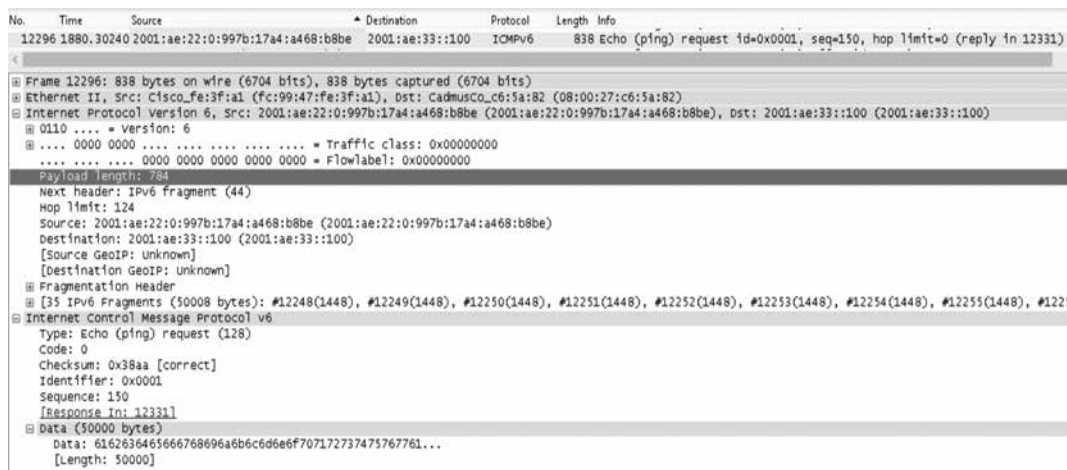 No. Time Source Destination Protocol Length Info
12296 1880.30240 2001:ae:22:0:997b:17a4:a468:b8be 2001:ae:33::100 ICMPv6 838 Echo (ping) request id=0x0001, seq=150, hop limit=0 (reply in 12331)
Frame 12296: 838 bytes on wire (6704 bits), 838 bytes captured (6704 bits)
Ethernet II, Src: Cisco_fe:3f:a1 (fc:99:47:fe:3f:a1), Dst: CadmusCo_c6:5a:82 (08:00:27:c6:5a:82)
Internet Protocol Version 6, Src: 2001:ae:22:0:997b:17a4:a468:b8be (2001:ae:22:0:997b:17a4:a468:b8be), Dst: 2001:ae:33::100 (2001:ae:33::100)
0110 .... = Version: 6
.... 0000 0000 .... .... .... .... .... = Traffic class: 0x00000000
.... .... .... 0000 0000 0000 0000 0000 = Flowlabel: 0x00000000
Payload length: 784
Next header: IPv6 fragment (44)
Hop limit: 124
Source: 2001:ae:22:0:997b:17a4:a468:b8be (2001:ae:22:0:997b:17a4:a468:b8be)
Destination: 2001:ae:33::100 (2001:ae:33::100)
[Source GeoIP: Unknown]
[Destination GeoIP: Unknown]
Fragmentation Header
[35 IPv6 Fragments (50008 bytes): #12248(1448), #12249(1448), #12250(1448), #12251(1448), #12252(1448), #12253(1448), #12254(1448), #12255(1448), #122
Internet Control Message Protocol v6
Type: Echo (ping) request (128)
Code: 0
Checksum: 0x38aa [correct]
Identifier: 0x0001
Sequence: 150
[Response In: 12331]
Data (50000 bytes)
Data: 6162636465666768696a6b6c6d6e6f707172737475767761...
[Length: 50000]